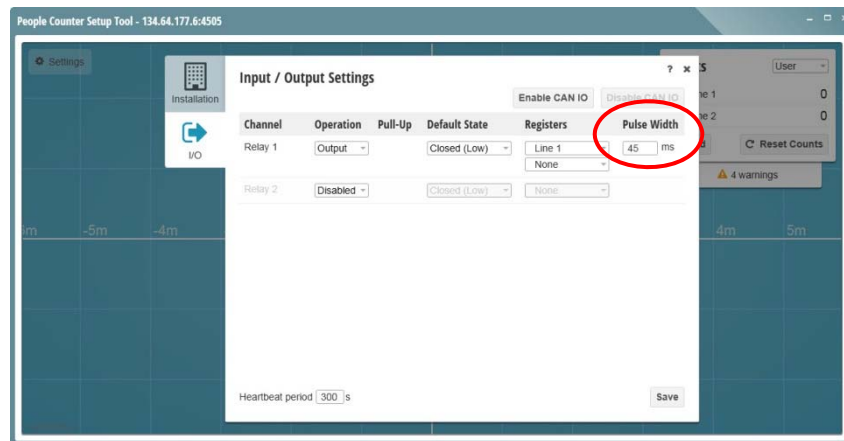 People Counter Setup Tool - 134.64.177.6:4505
Settings
Installation
I/O
Input / Output Settings
?
Enable CAN IO
Disable CAN IO
Channel Operation Pull-Up Default State Registers Pulse Width
Relay 1 Output Closed (Low) Line 1 45 ms
None
Relay 2 Disabled Closed (Low) None
Heartbeat period 300 s
Save
User
1 0
2 0
Reset Counts
4 warnings
-5m -4m 4m 5m